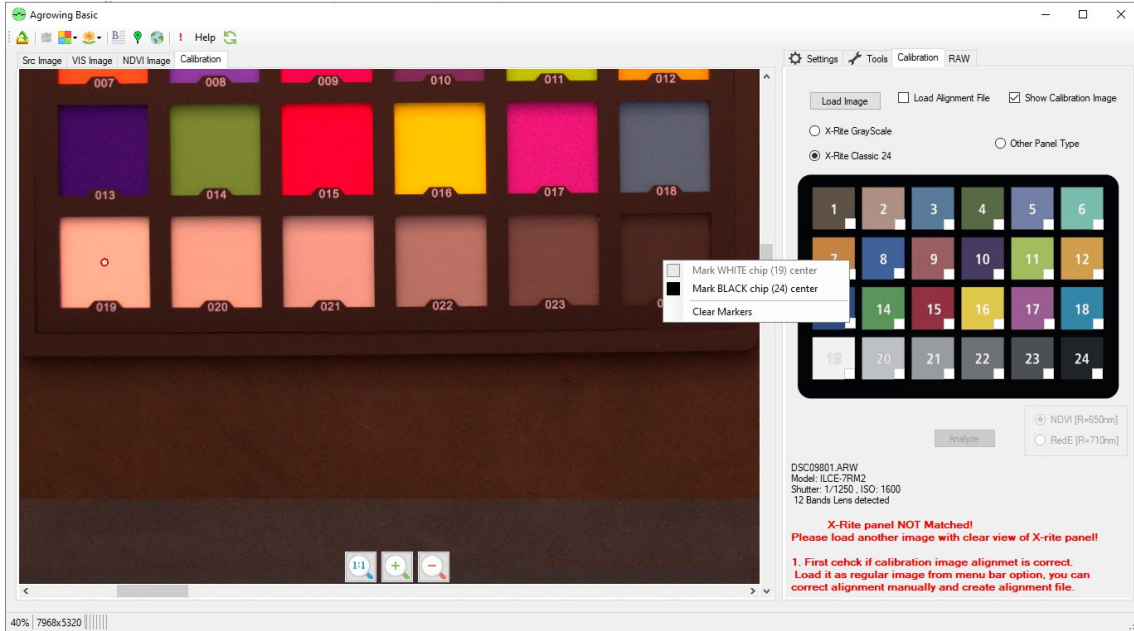 Agrowing Basic
Help
Src Image VIS Image NDVI Image Calibration
007 008 009 010 011 012
013 014 015 016 017 018
019 020 021 022 023
Mark WHITE chip (19) center
Mark BLACK chip (24) center
Clear Markers
1:1
40% 7968x5320
Settings Tools Calibration RAW
Load Image Load Alignment File Show Calibration Image
X-Rite GrayScale
Other Panel Type
X-Rite Classic 24
1 2 3 4 5 6
7 8 9 10 11 12
14 15 16 17 18
19 20 21 22 23 24
NDVI [R=650nm]
Analyze
RedE [R=710nm]
DSC09801.ARW
Model: ILCE-7RM2
Shutter: 1/1250 , ISO: 1600
12 Bands Lens detected
X-Rite panel NOT Matched!
Please load another image with clear view of X-rite panel!
1. First cehck if calibration image alignmet is correct.
Load it as regular image from menu bar option, you can
correct alignment manually and create alignment file.